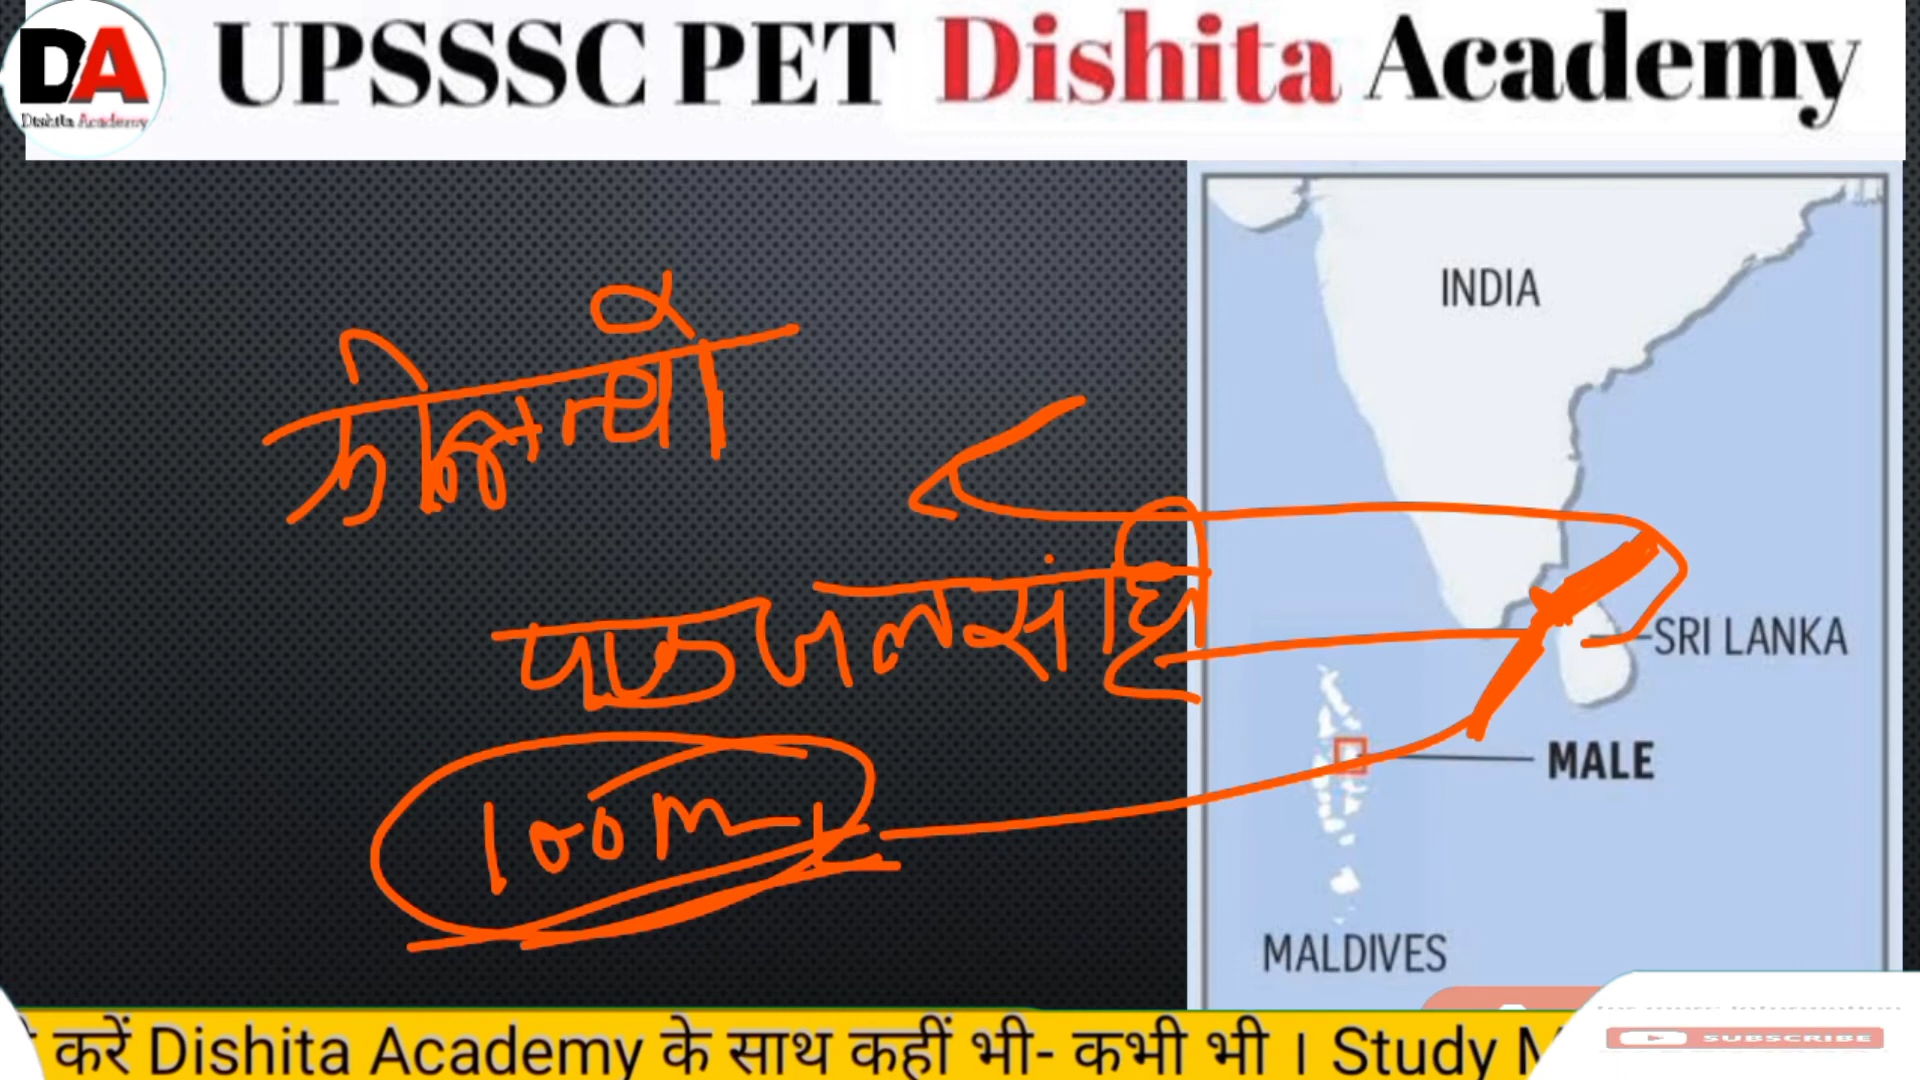 DA
Dishita Academy
UPSSSC PET Dishita Academy
INDIA
पाक जलसंधि
SRI LANKA
100m
MALE
MALDIVES
करें Dishita Academy के साथ कहीं भी- कभी भी । Study
SUBSCRIBE